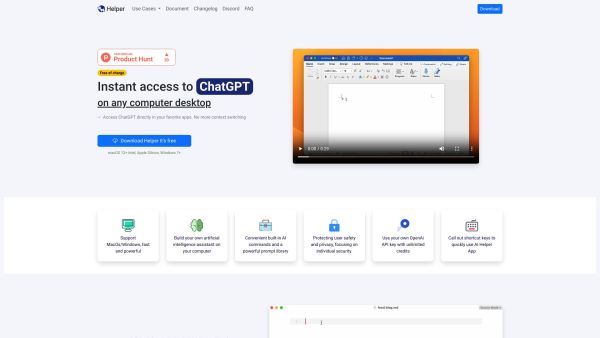 Helper
Use Cases
Document
Changelog
Discord
FAQ
Download
Product Hunt
Free of charge
Instant access to ChatGPT
on any computer desktop
Access ChatGPT directly in your favorite apps. No more context switching
Download Helper It's free
macOS 12+ Intel, Apple Silicon, Windows 7+
0:00 / 0:29
Support
MacOs/Windows, fast
and powerful
Build your own artificial
intelligence assistant on
your computer
Convenient built in AI
commands and a
powerful prompt library
Protecting user safety
and privacy, focusing on
individual security
Use your own OpenAI
API key with unlimited
credits
Call out shortcut keys to
quickly use AI Helper
App